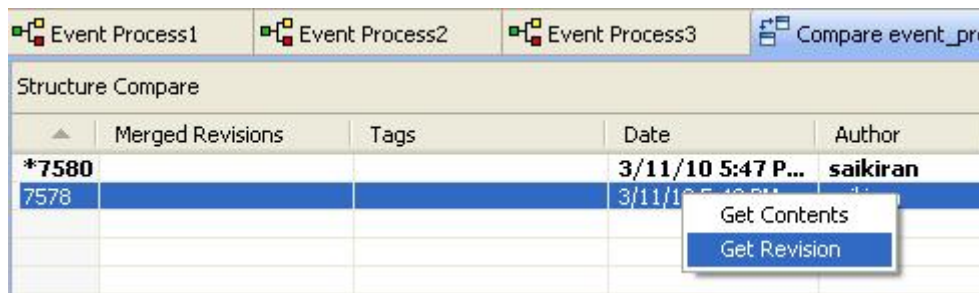 Event Process1 Event Process2 Event Process3 Compare event_pr
Structure Compare
Merged Revisions Tags Date Author
*7580 3/11/10 5:47 P... saikiran
7578 3/11/1
Get Contents
Get Revision